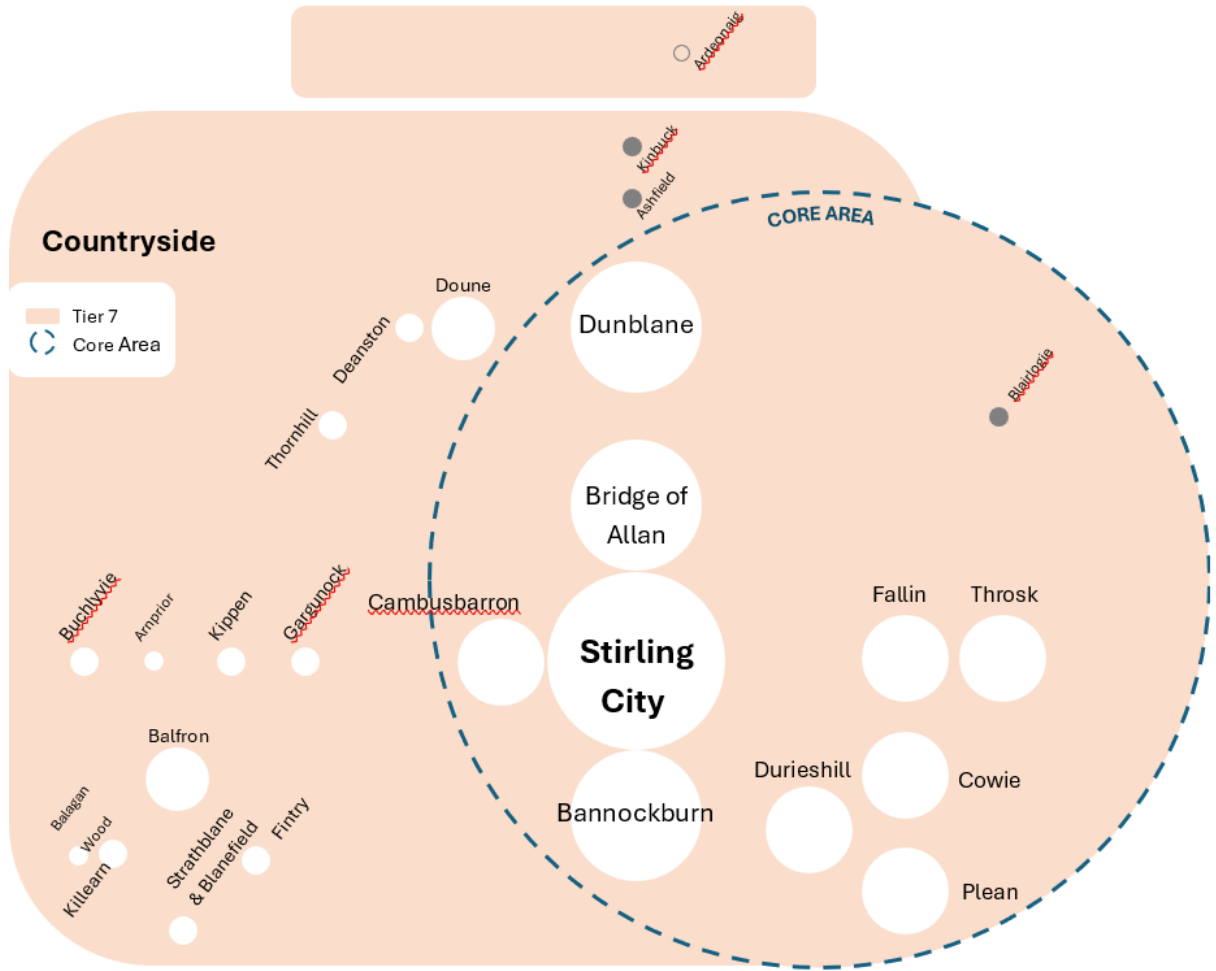 Ardeonaig
Kinbuck
Ashfield
CORE AREA
Countryside
Tier 7
Core Area
Doune
Deanston
Dunblane
Blairlogie
Thornhill
Bridge of
Allan
Buchlyvie
Arnprior
Kippen
Gargunock
Cambusbarron
Fallin
Throsk
Stirling
City
Balfron
Durieshill
Cowie
Balagan
Wood
Killearn
Strathblane
& Blanefield
Fintry
Bannockburn
Plean